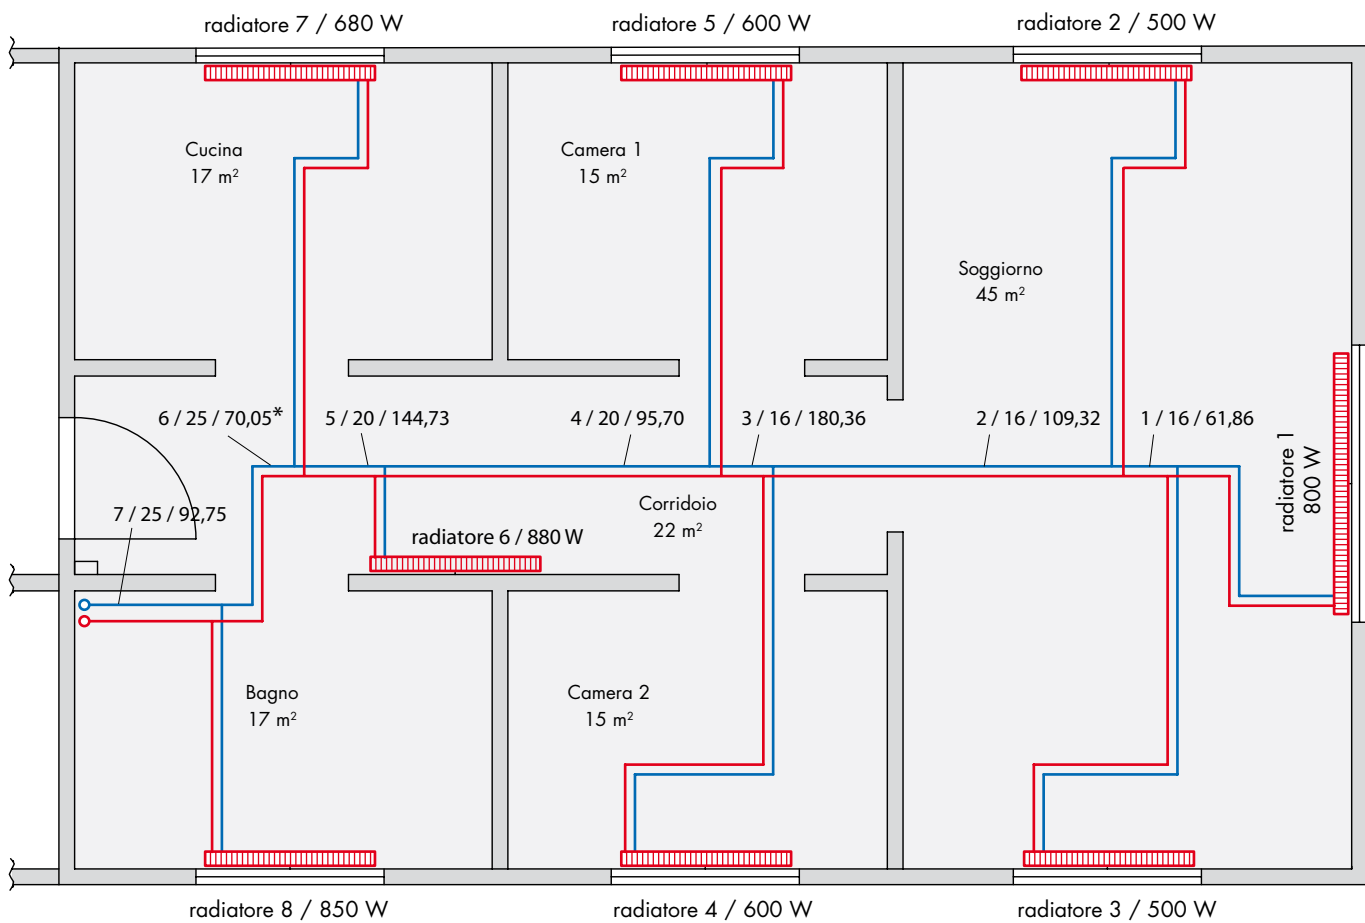 radiatore 7 / 680 W
radiatore 5 / 600 W
radiatore 2 / 500 W
Cucina
17 m²
Camera 1
15 m²
Soggiorno
45 m²
6 / 25 / 70,05*
5 / 20 / 144,73
4 / 20 / 95,70
3 / 16 / 180,36
2 / 16 / 109,32
1 / 16 / 61,86
radiatore 1
800 W
7 / 25 / 92,75
radiatore 6 / 880 W
Corridoio
22 m²
Bagno
17 m²
Camera 2
15 m²
radiatore 8 / 850 W
radiatore 4 / 600 W
radiatore 3 / 500 W